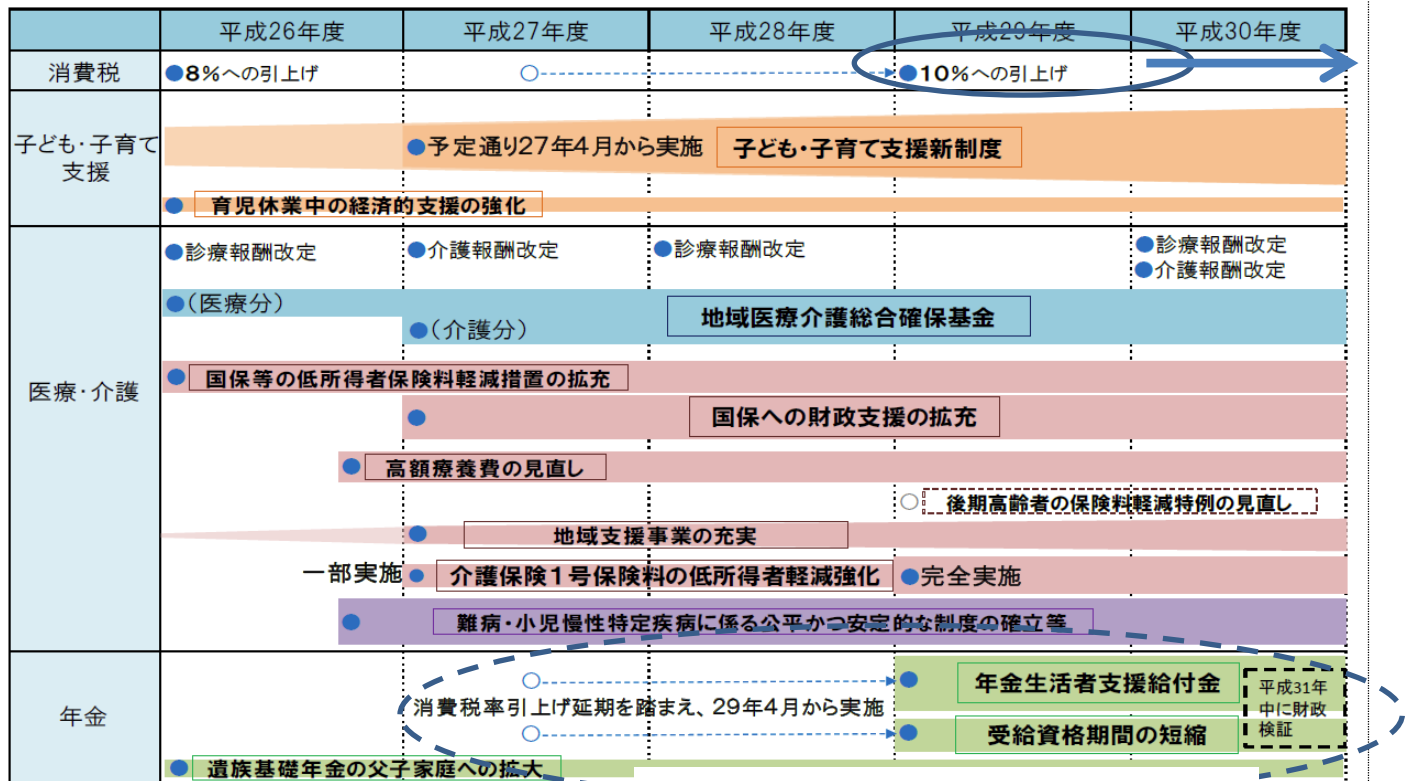 平成26年度 平成27年度 平成28年度 平成29年度 平成30年度
消費税 ●8%への引上げ ○ ●10%への引上げ
子ども・子育て
支援
●予定通り27年4月から実施 子ども・子育て支援新制度
● 育児休業中の経済的支援の強化
医療・介護
●診療報酬改定 ●介護報酬改定 ●診療報酬改定 ●診療報酬改定
●介護報酬改定
●(医療分)
●(介護分)
地域医療介護総合確保基金
● 国保等の低所得者保険料軽減措置の拡充
● 国保への財政支援の拡充
● 高額療養費の見直し
○ 後期高齢者の保険料軽減特例の見直し
● 地域支援事業の充実
一部実施 ● 介護保険1号保険料の低所得者軽減強化 ●完全実施
● 難病・小児慢性特定疾病に係る公平かつ安定的な制度の確立等
年金
○ ● 年金生活者支援給付金
消費税率引上げ延期を踏まえ、29年4月から実施
○ ● 受給資格期間の短縮
平成31年
中に財政
検証
● 遺族基礎年金の父子家庭への拡大